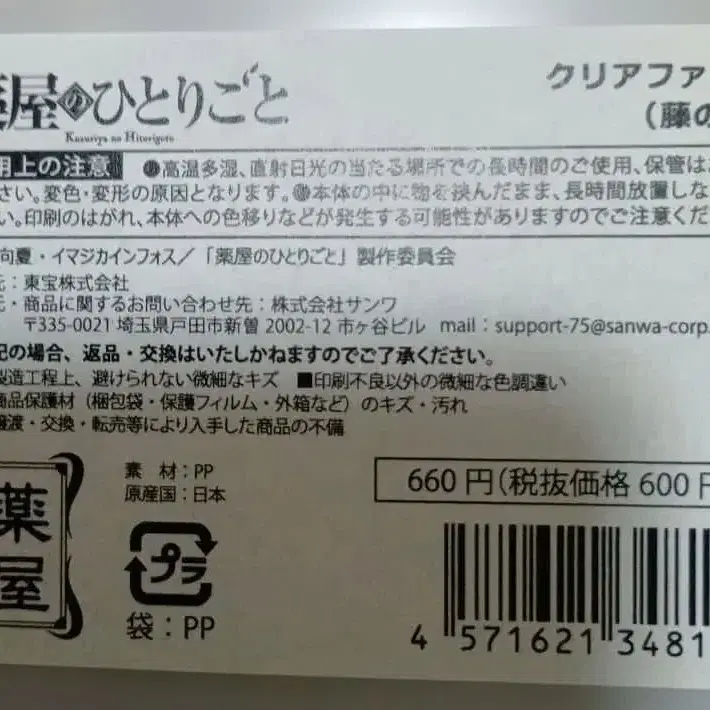 薬屋のひとりごと
Kusuriya no Hitorigoto
クリアファ
(藤の
用上の注意 ●高温多湿、直射日光の当たる場所での長時間のご使用、保管はお
さい。変色・変形の原因となります。●本体の中に物を挟んだまま、長時間放置しな
い。印刷のはがれ、本体への色移りなどが発生する可能性がありますのでご注意くだ
向夏・イマジカインフォス/「薬屋のひとりごと」製作委員会
元:東宝株式会社
元・商品に関するお問い合わせ先:株式会社サンワ
〒335-0021 埼玉県戸田市新曽 2002-12 市ヶ谷ビル mail:support-75@sanwa-corp.
記の場合、返品・交換はいたしかねますのでご了承ください。
製造工程上、避けられない微細なキズ ■印刷不良以外の微細な色調違い
商品保護材(梱包袋・保護フィルム・外箱など)のキズ・汚れ
譲渡・交換・転売等により入手した商品の不備
薬屋
素 材:PP
原産国:日本
プラ
袋:PP
660 円(税抜価格 600 円
4 571621 3481